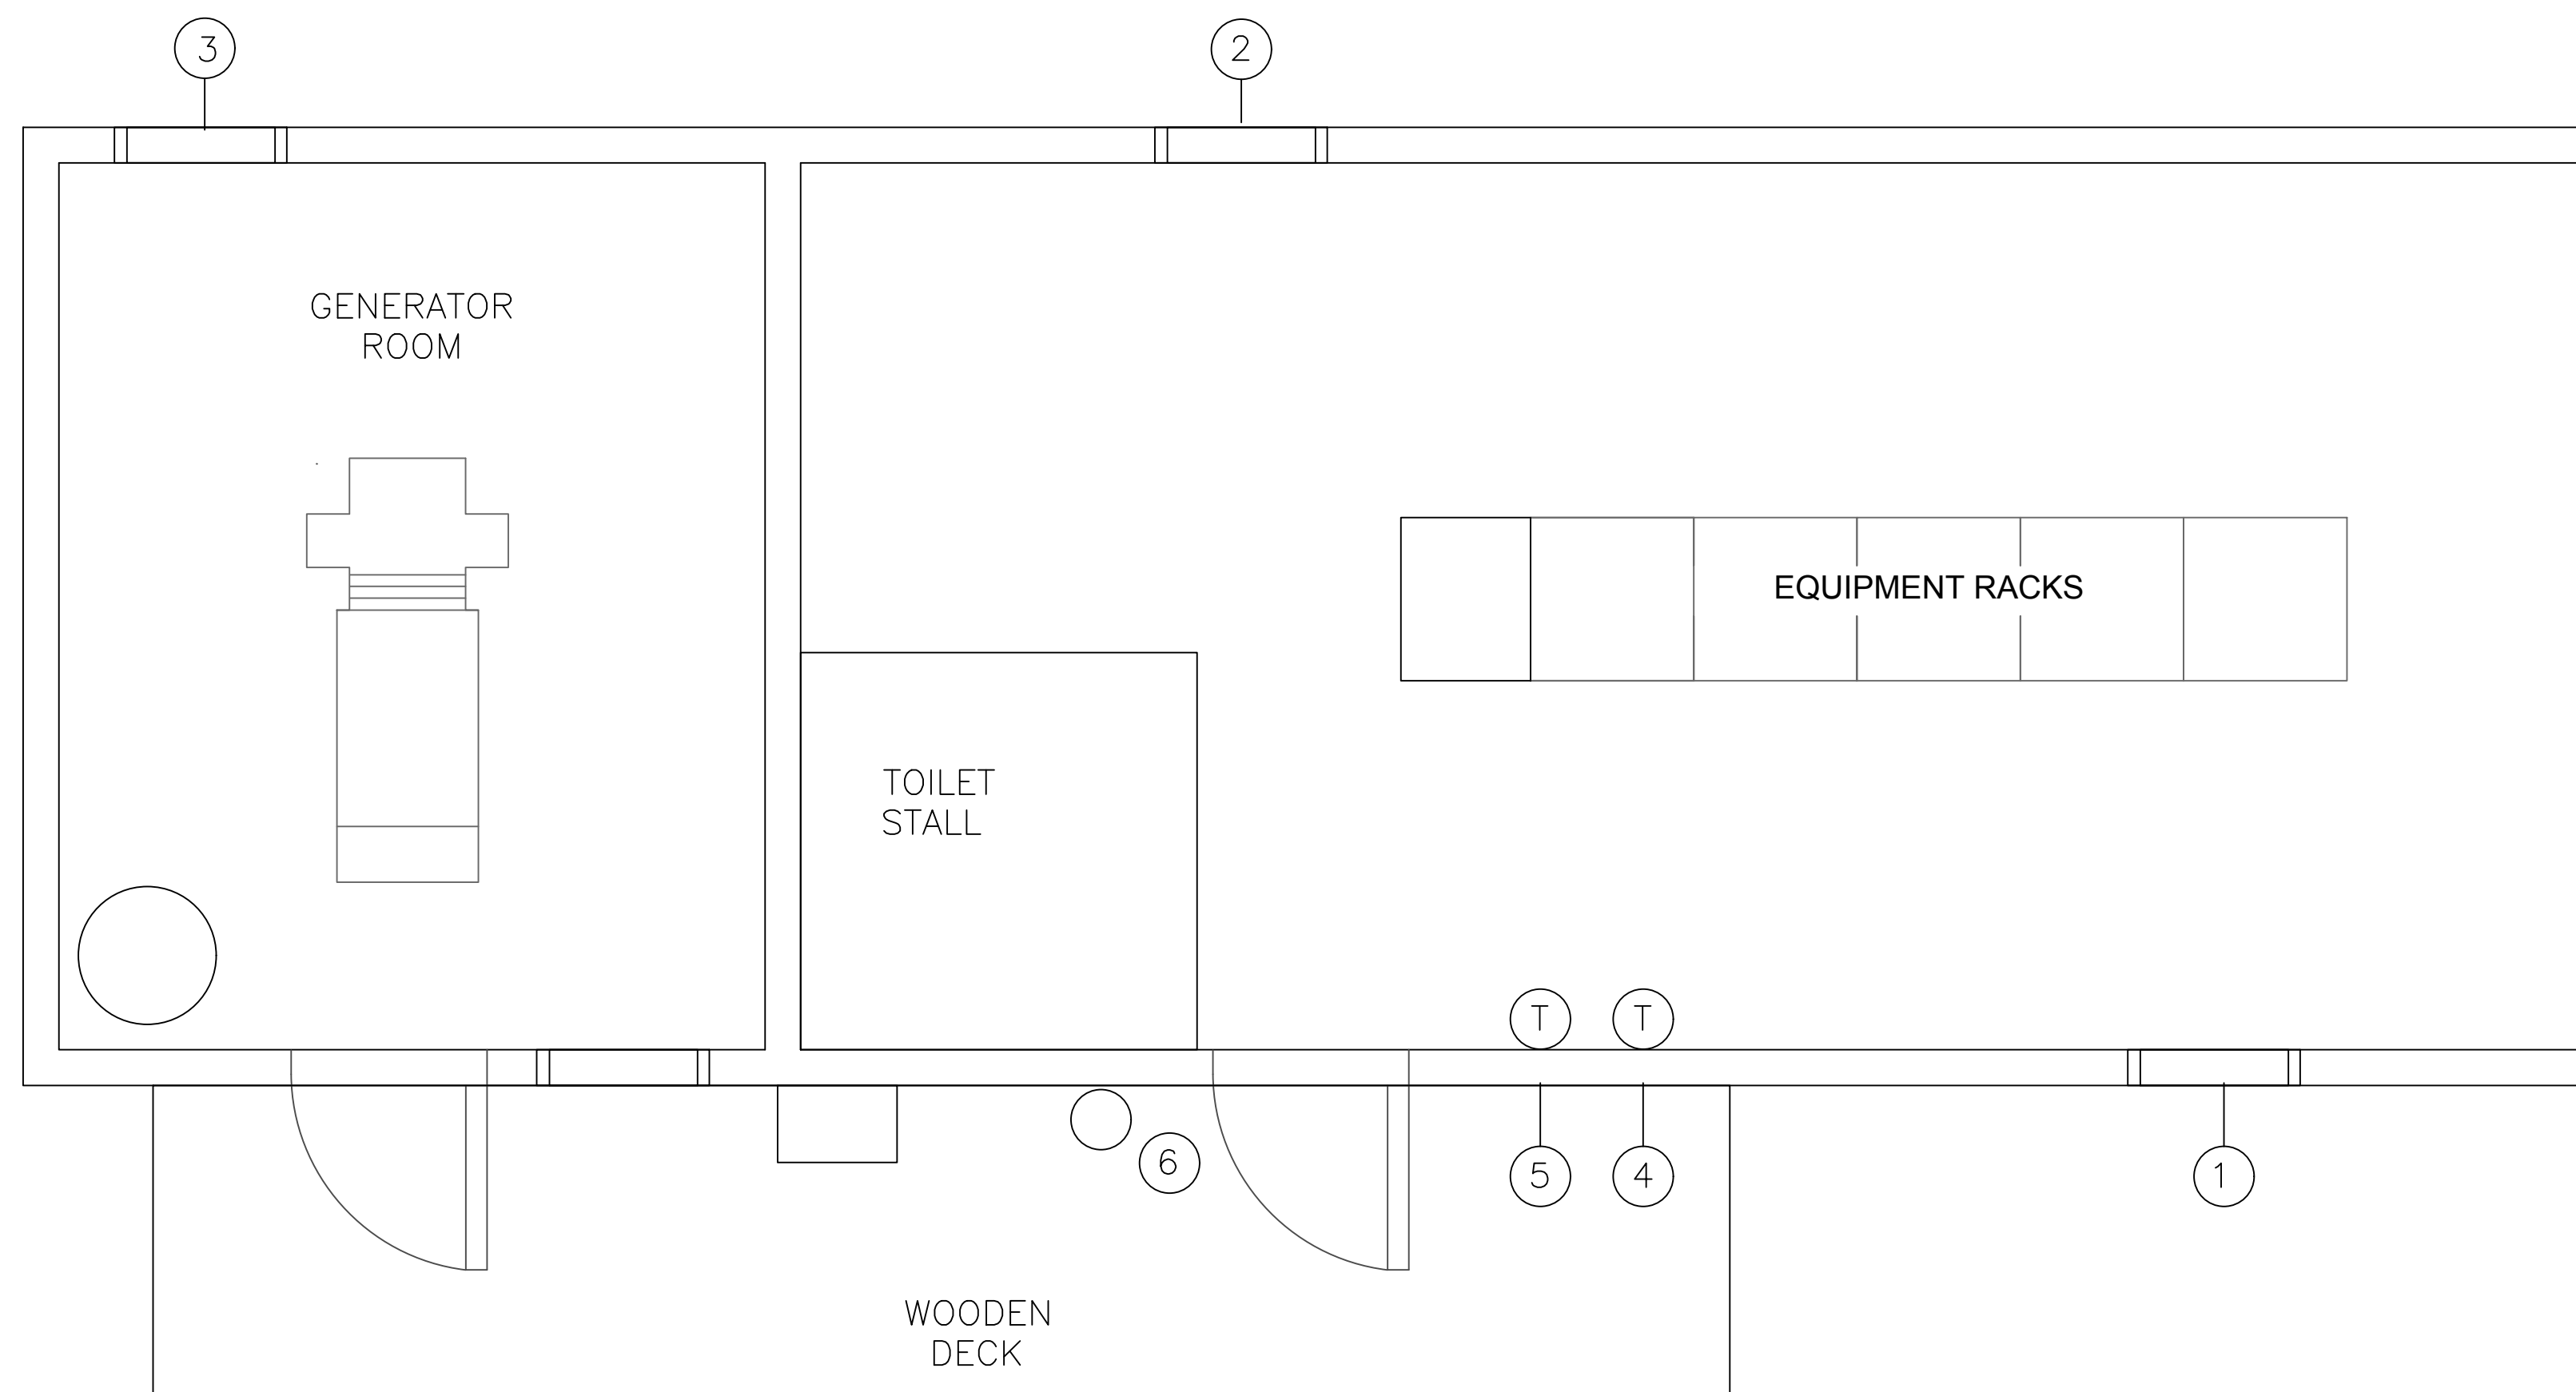 3
2
GENERATOR
ROOM
EQUIPMENT RACKS
TOILET
STALL
T
T
6
5
4
1
WOODEN
DECK